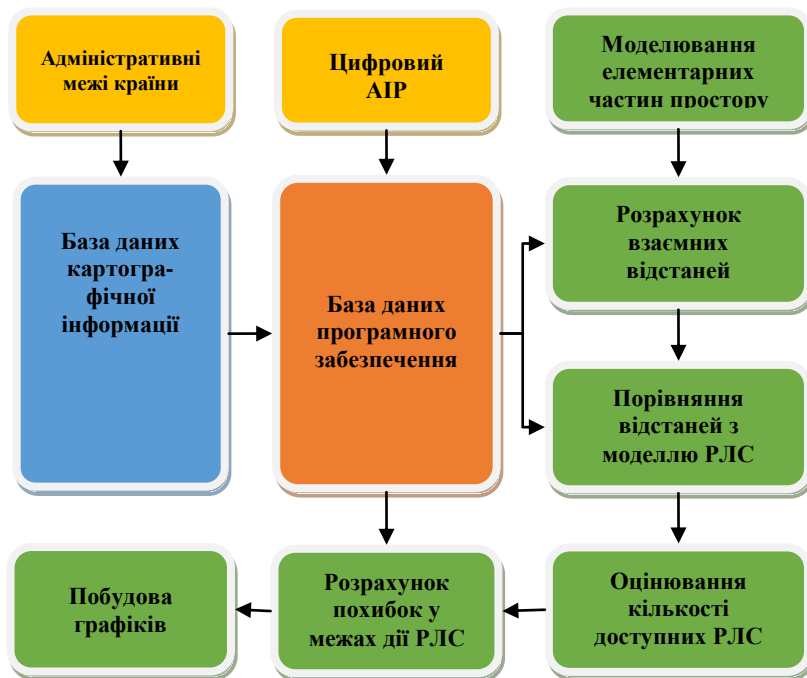 Адміністративні
межі країни
Цифровий
АІР
Моделювання
елементарних
частин простору
База даних
картогра-
фічної
інформації
База даних
програмного
забезпечення
Розрахунок
взаємних
відстаней
Порівняння
відстаней з
моделлю РЛС
Побудова
графіків
Розрахунок
похибок у
межах дії РЛС
Оцінювання
кількості
доступних РЛС